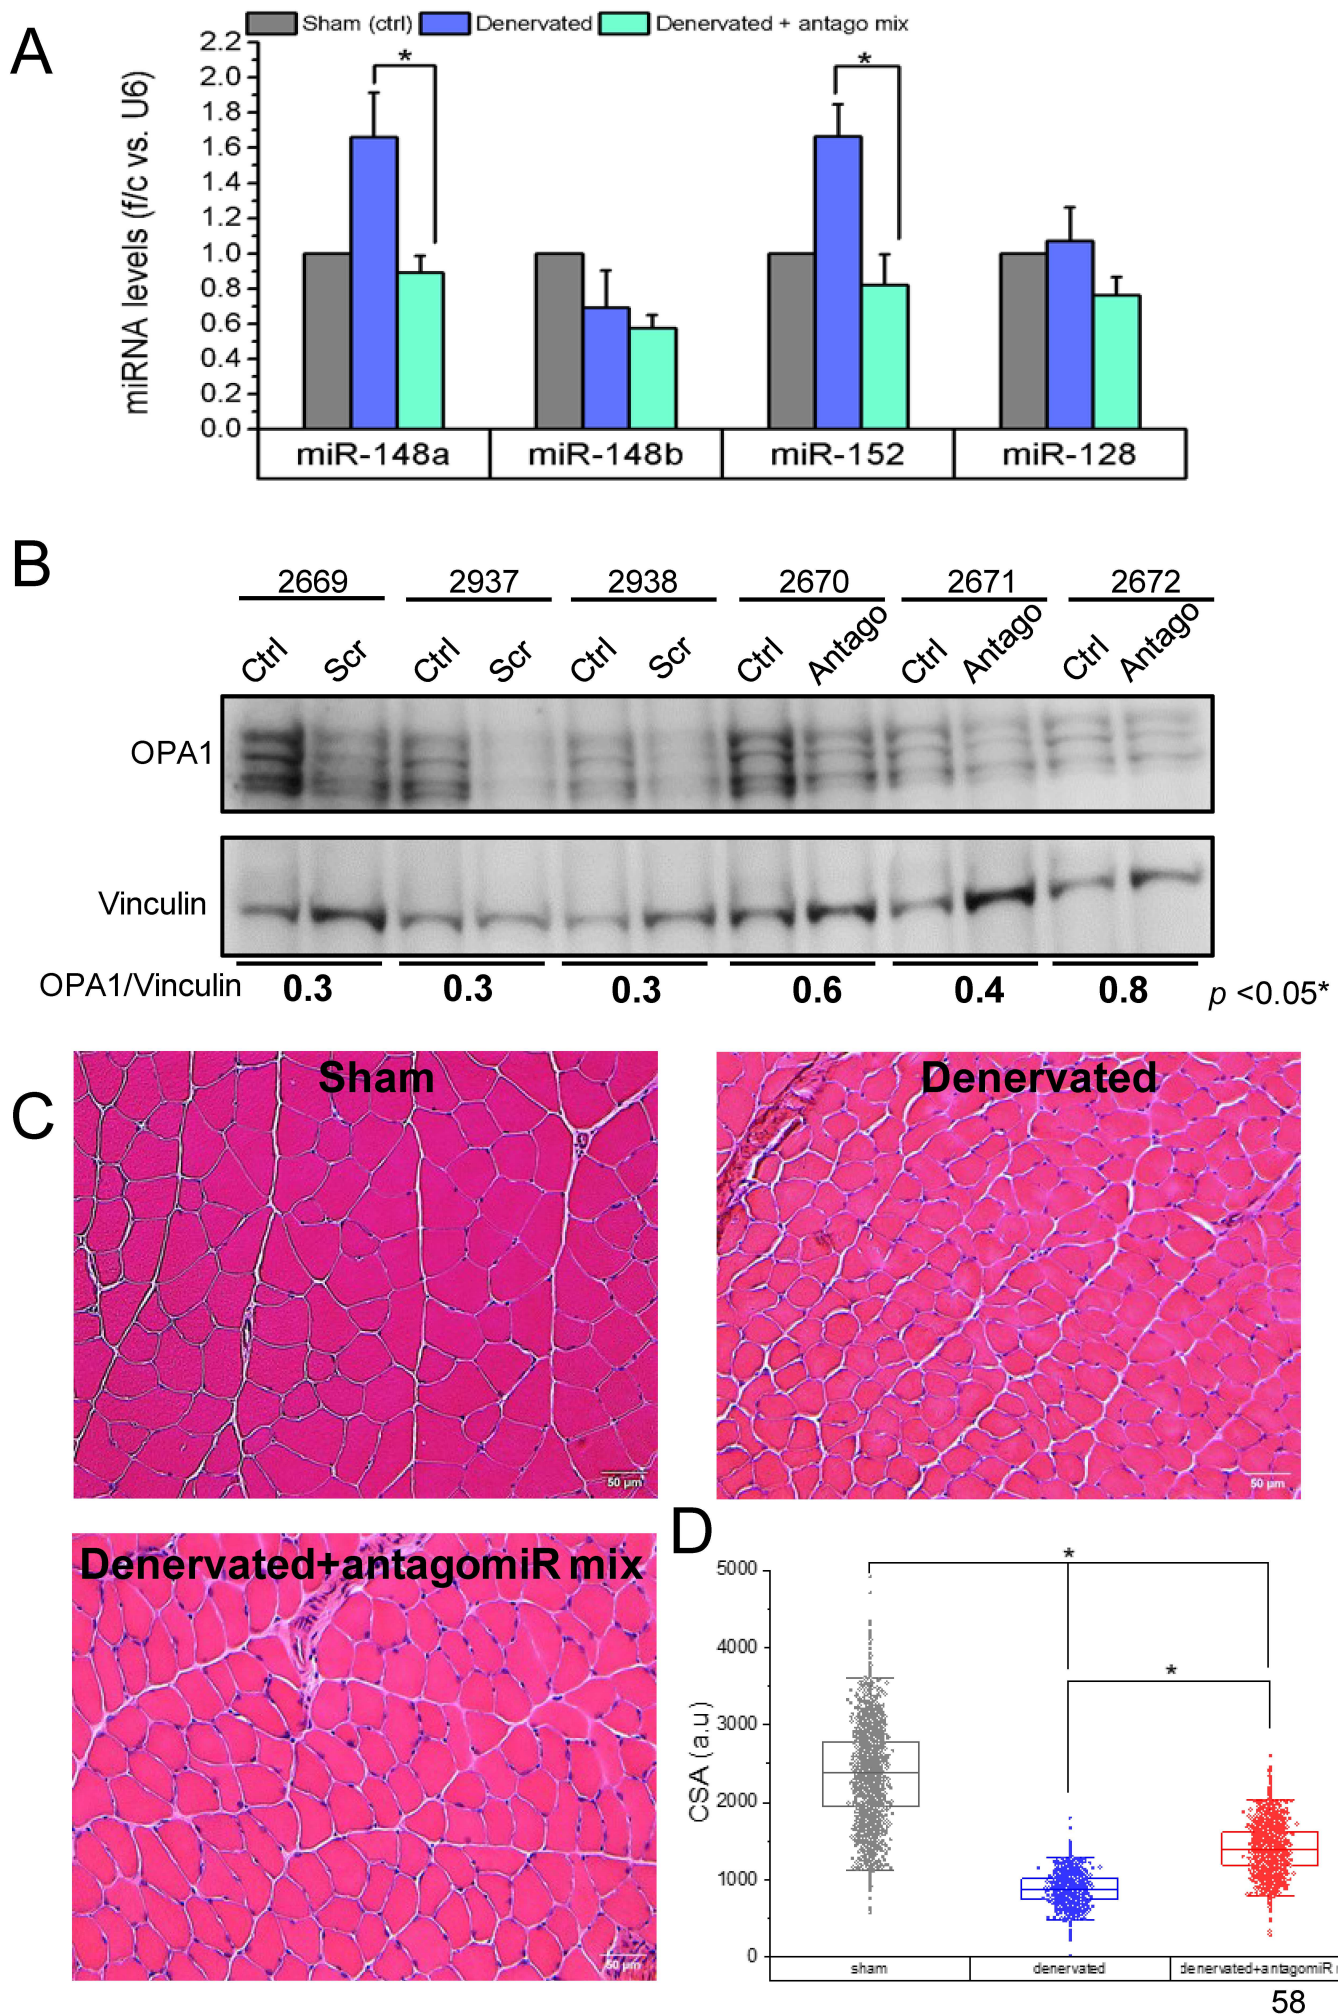 A
Sham (ctrl) Denervated Denervated + antago mix
miRNA levels (f/c vs. U6)
2.2
2.0
1.8
1.6
1.4
1.2
1.0
0.8
0.6
0.4
0.2
0.0
* *
miR-148a miR-148b miR-152 miR-128
B
2669 2937 2938 2670 2671 2672
Ctrl Scr Ctrl Scr Ctrl Scr Ctrl Antago Ctrl Antago Ctrl Antago
OPA1
Vinculin
OPA1/Vinculin 0.3 0.3 0.3 0.6 0.4 0.8 p <0.05*
C
Sham
50 µm
Denervated
50 µm
Denervated+antagomiR mix
50 µm
D
CSA (a.u)
5000
4000
3000
2000
1000
0
*
*
sham denervated denervated+antagomiR
58